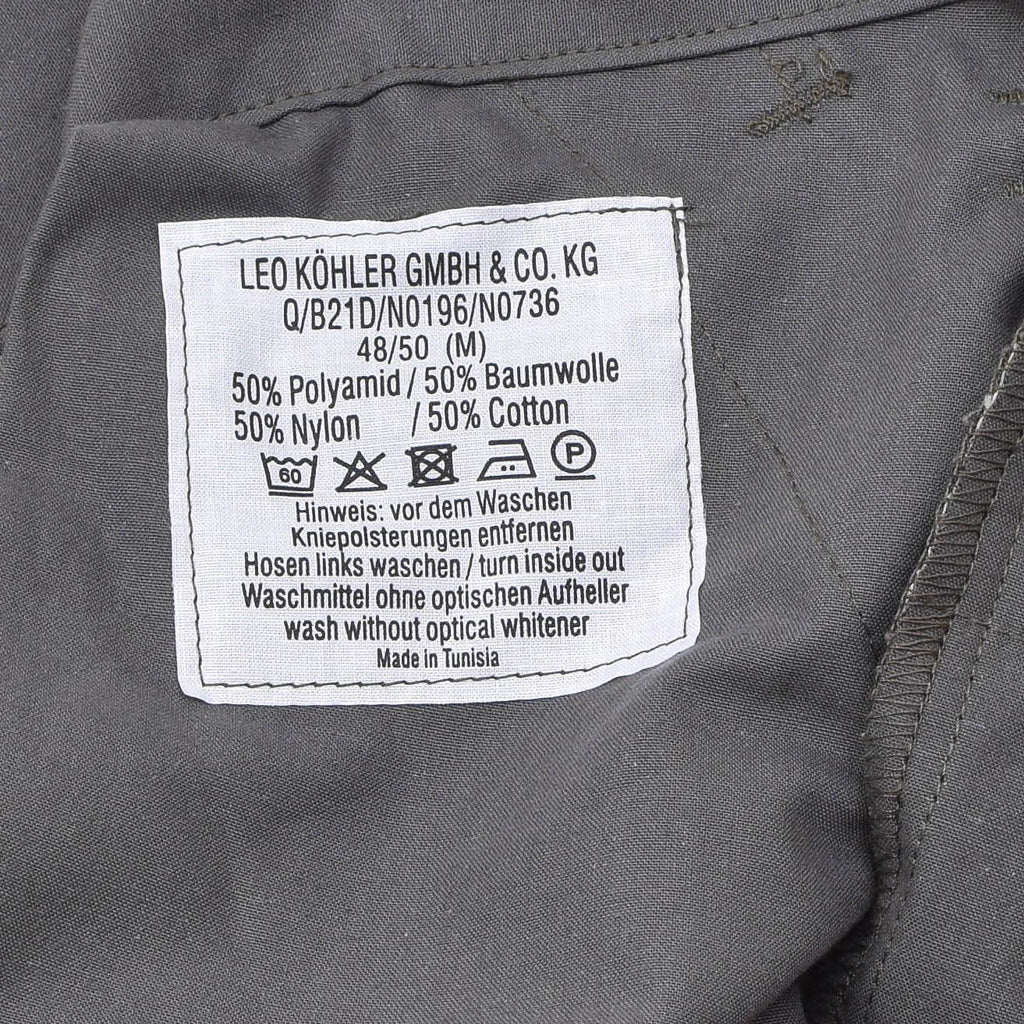 LEO KÖHLER GMBH & CO. KG
Q/B21D/N0196/N0736
48/50 (M)
50% Polyamid / 50% Baumwolle
50% Nylon / 50% Cotton
60 P
Hinweis: vor dem Waschen
Kniepolsterungen entfernen
Hosen links waschen / turn inside out
Waschmittel ohne optischen Aufheller
wash without optical whitener
Made in Tunisia